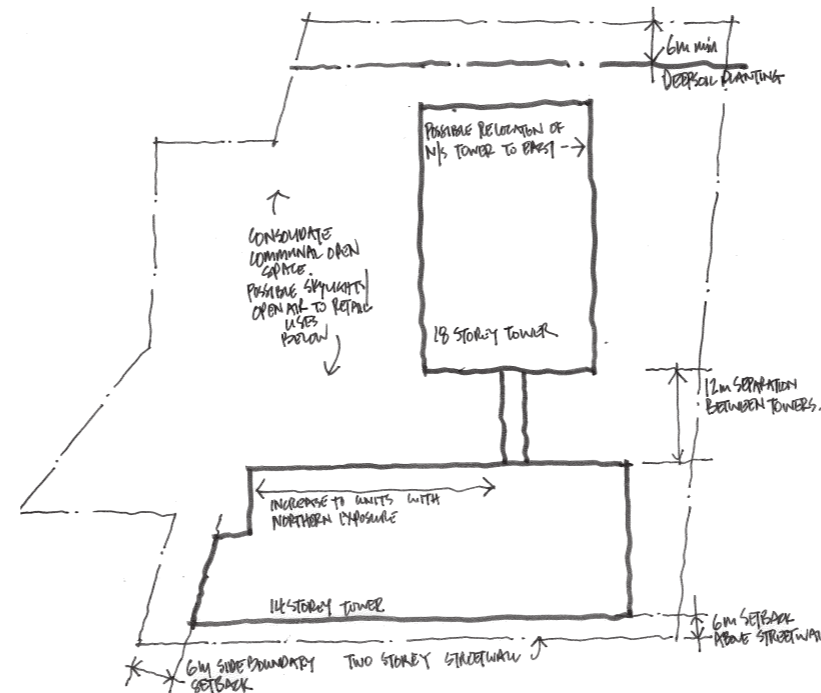 6m min
DEEPSOIL PLANTING
POSSIBLE RELOCATION OF
N/S TOWER TO EAST
CONSOLIDATE
COMMUNAL OPEN
SPACE.
POSSIBLE SKYLIGHTS/
OPEN AIR TO RETAIL
USES
BELOW
18 STOREY TOWER
12m SEPARATION
BETWEEN TOWERS.
INCREASE TO UNITS WITH
NORTHERN EXPOSURE
14 STOREY TOWER
6m SETBACK
ABOVE STREETWAL
6m SIDE BOUNDARY
SETBACK
TWO STOREY STREETWALL